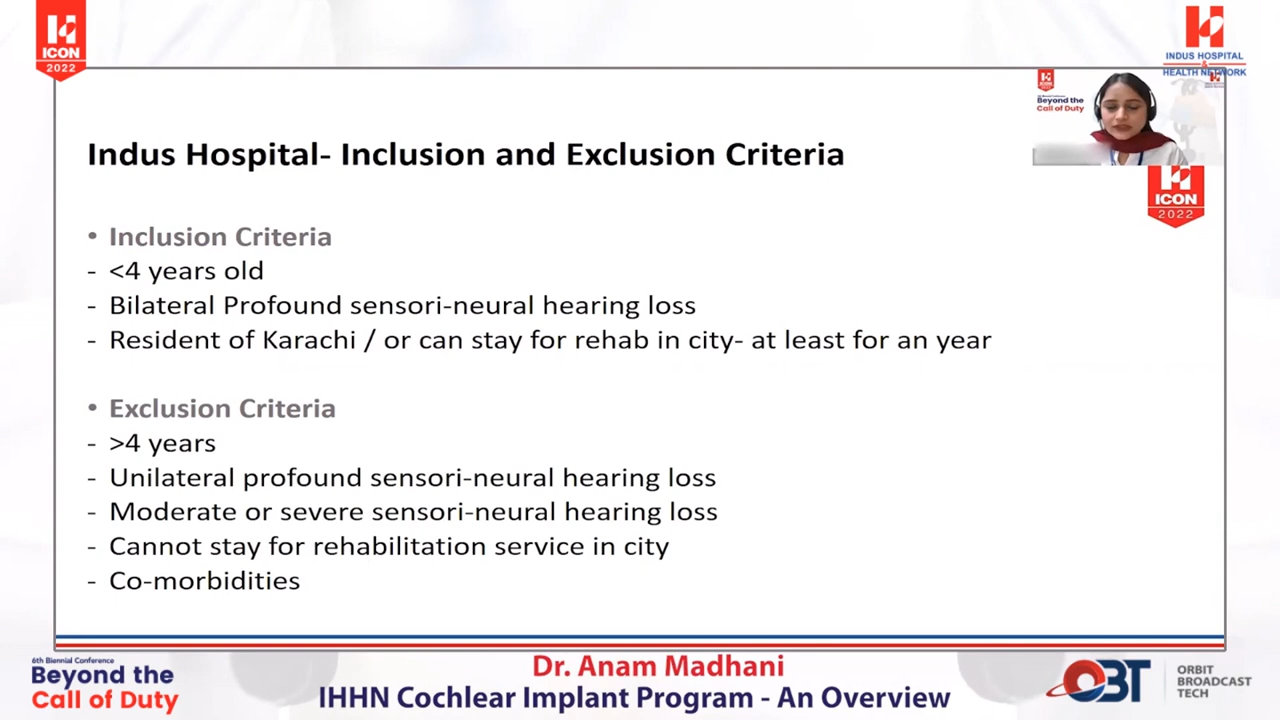 ICON
2022
INDUS HOSPITAL
&
HEALTH NETWORK
Beyond the
Call of Duty
ICON
2022
Indus Hospital- Inclusion and Exclusion Criteria
• Inclusion Criteria
- <4 years old
- Bilateral Profound sensori-neural hearing loss
- Resident of Karachi / or can stay for rehab in city- at least for an year
• Exclusion Criteria
- >4 years
- Unilateral profound sensori-neural hearing loss
- Moderate or severe sensori-neural hearing loss
- Cannot stay for rehabilitation service in city
- Co-morbidities
6th Biennial Conference
Beyond the
Call of Duty
Dr. Anam Madhani
IHHN Cochlear Implant Program - An Overview
OBT
ORBIT
BROADCAST
TECH